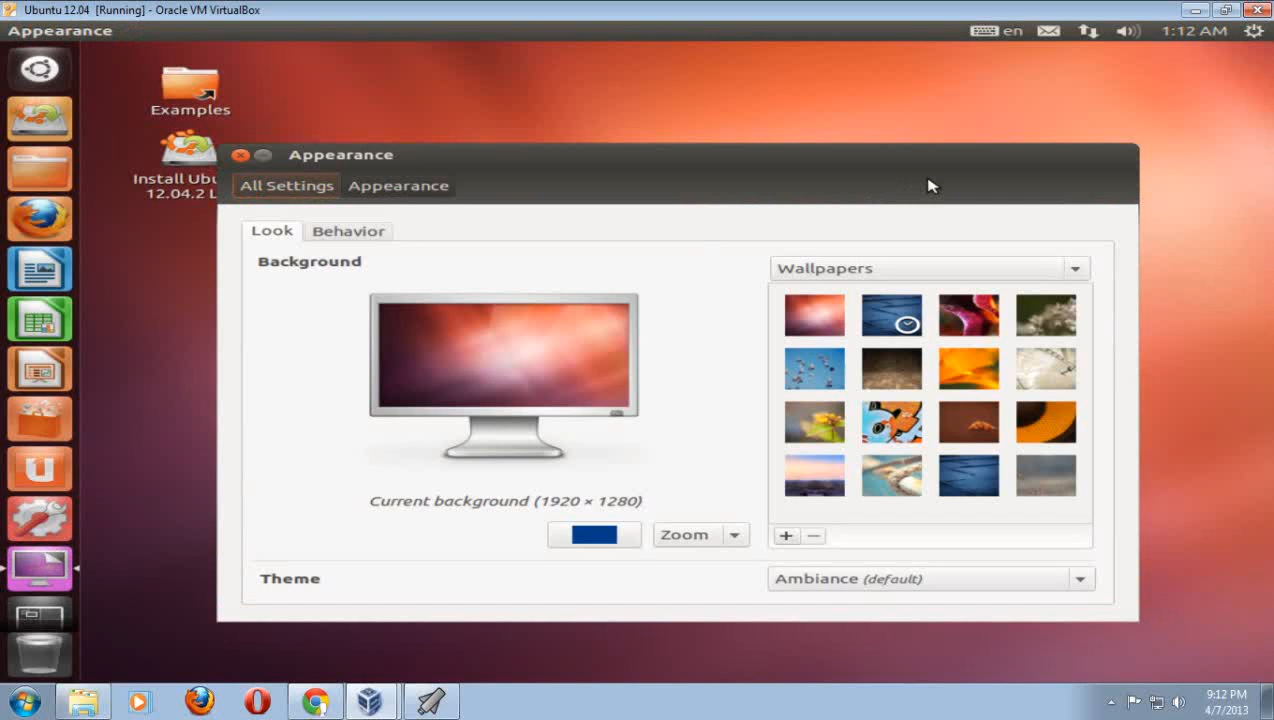 Ubuntu 12.04 [Running] - Oracle VM VirtualBox
Appearance
en
1:12 AM
Examples
Install Ubu
12.04.2 L
Appearance
All Settings
Appearance
Look
Behavior
Background
Wallpapers
Current background (1920 × 1280)
Zoom
Theme
Ambiance (default)
9:12 PM
4/7/2013